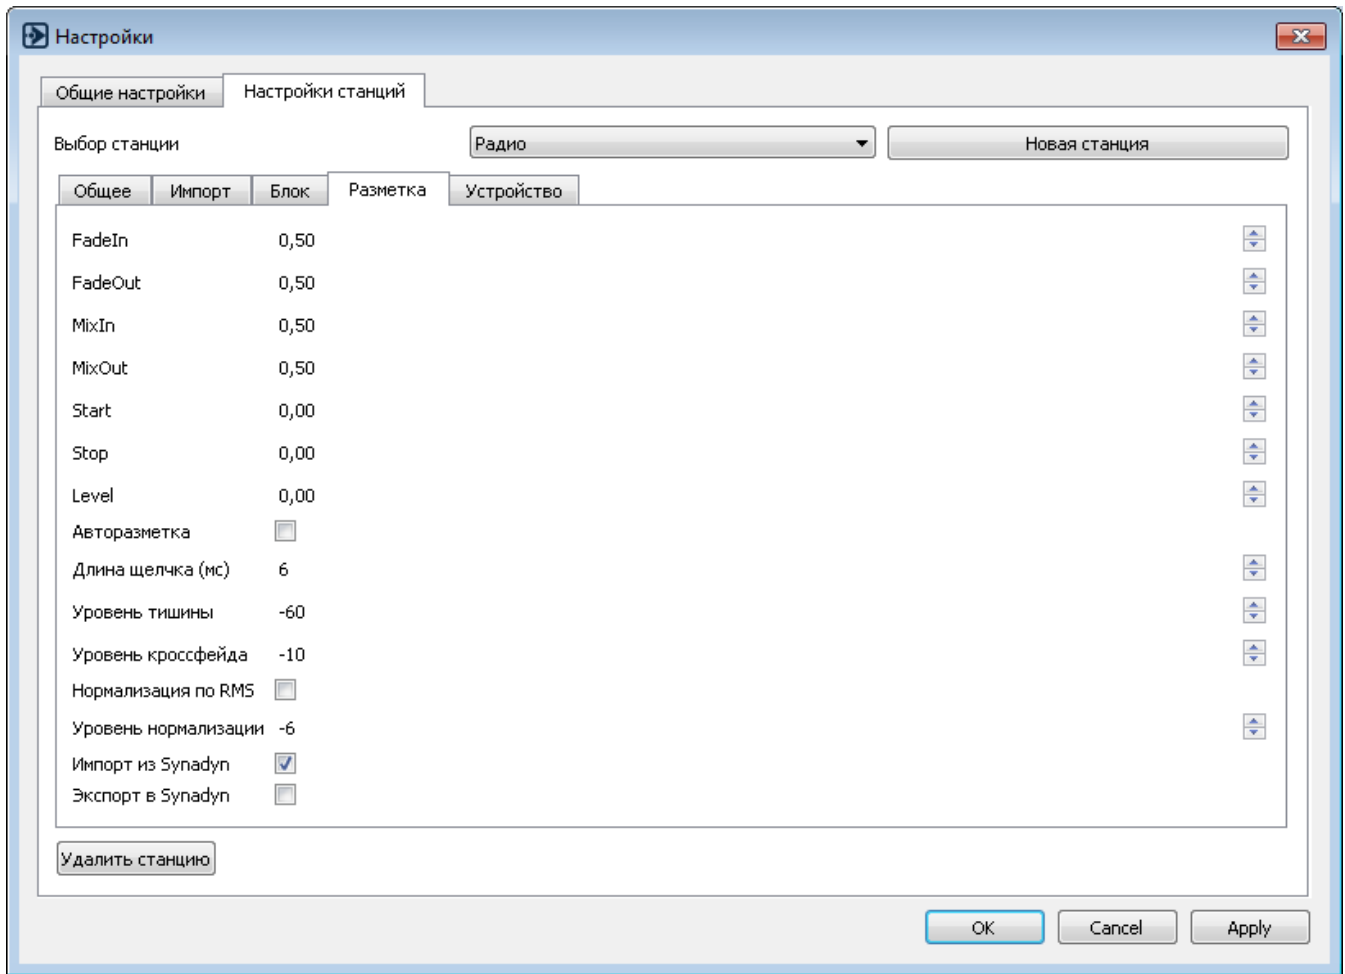 Настройки
Общие настройки Настройки станций
Выбор станции Радио Новая станция
Общее Импорт Блок Разметка Устройство
FadeIn 0,50
FadeOut 0,50
MixIn 0,50
MixOut 0,50
Start 0,00
Stop 0,00
Level 0,00
Авторазметка
Длина щелчка (мс) 6
Уровень тишины -60
Уровень кроссфейда -10
Нормализация по RMS
Уровень нормализации -6
Импорт из Synadyn
Экспорт в Synadyn
Удалить станцию
OK Cancel Apply